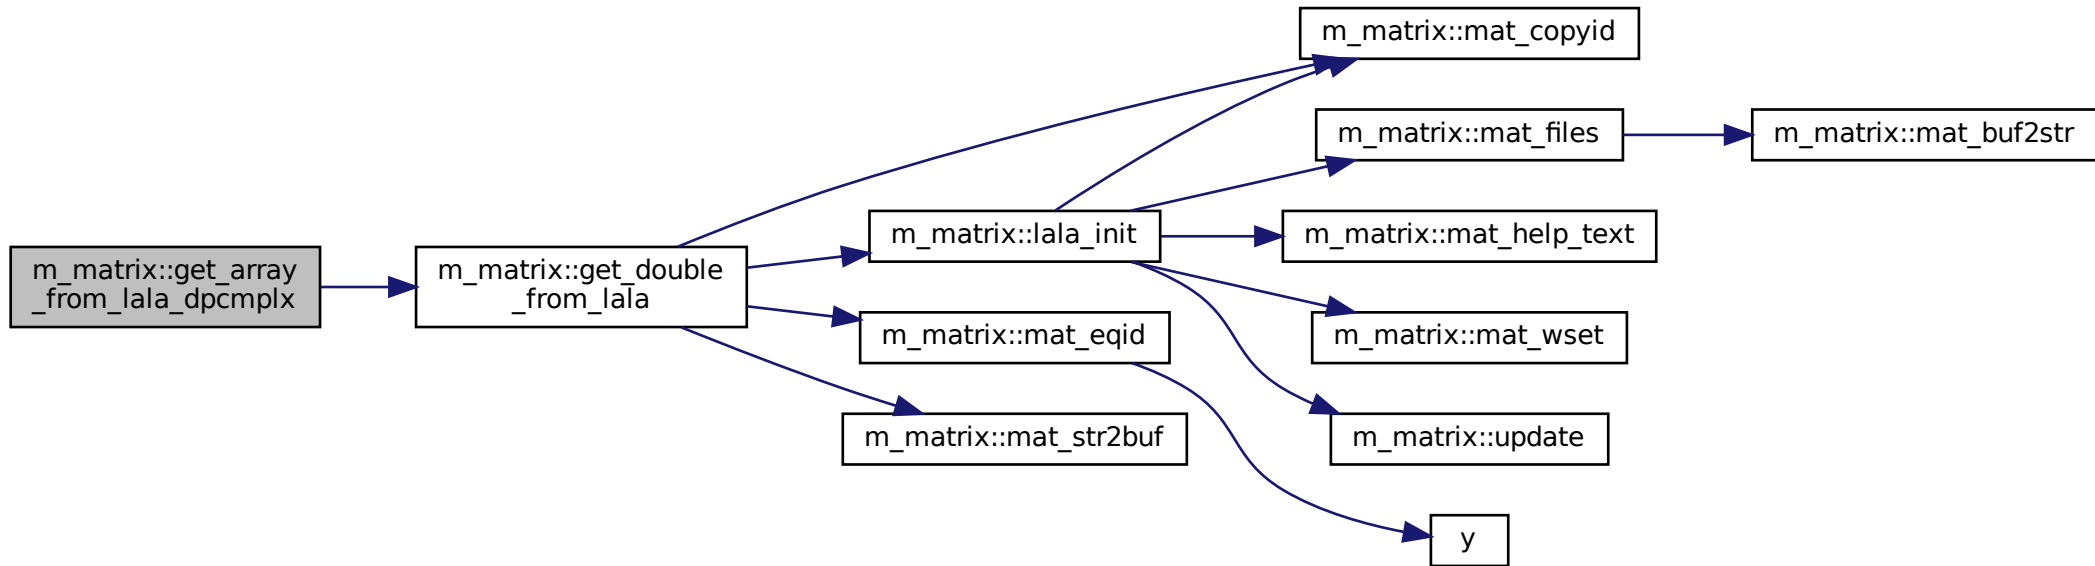 m_matrix::get_array
_from_lala_dpcmplx
m_matrix::get_double
_from_lala
m_matrix::mat_copyid
m_matrix::lala_init
m_matrix::mat_files
m_matrix::mat_buf2str
m_matrix::mat_help_text
m_matrix::mat_wset
m_matrix::update
m_matrix::mat_eqid
y
m_matrix::mat_str2buf